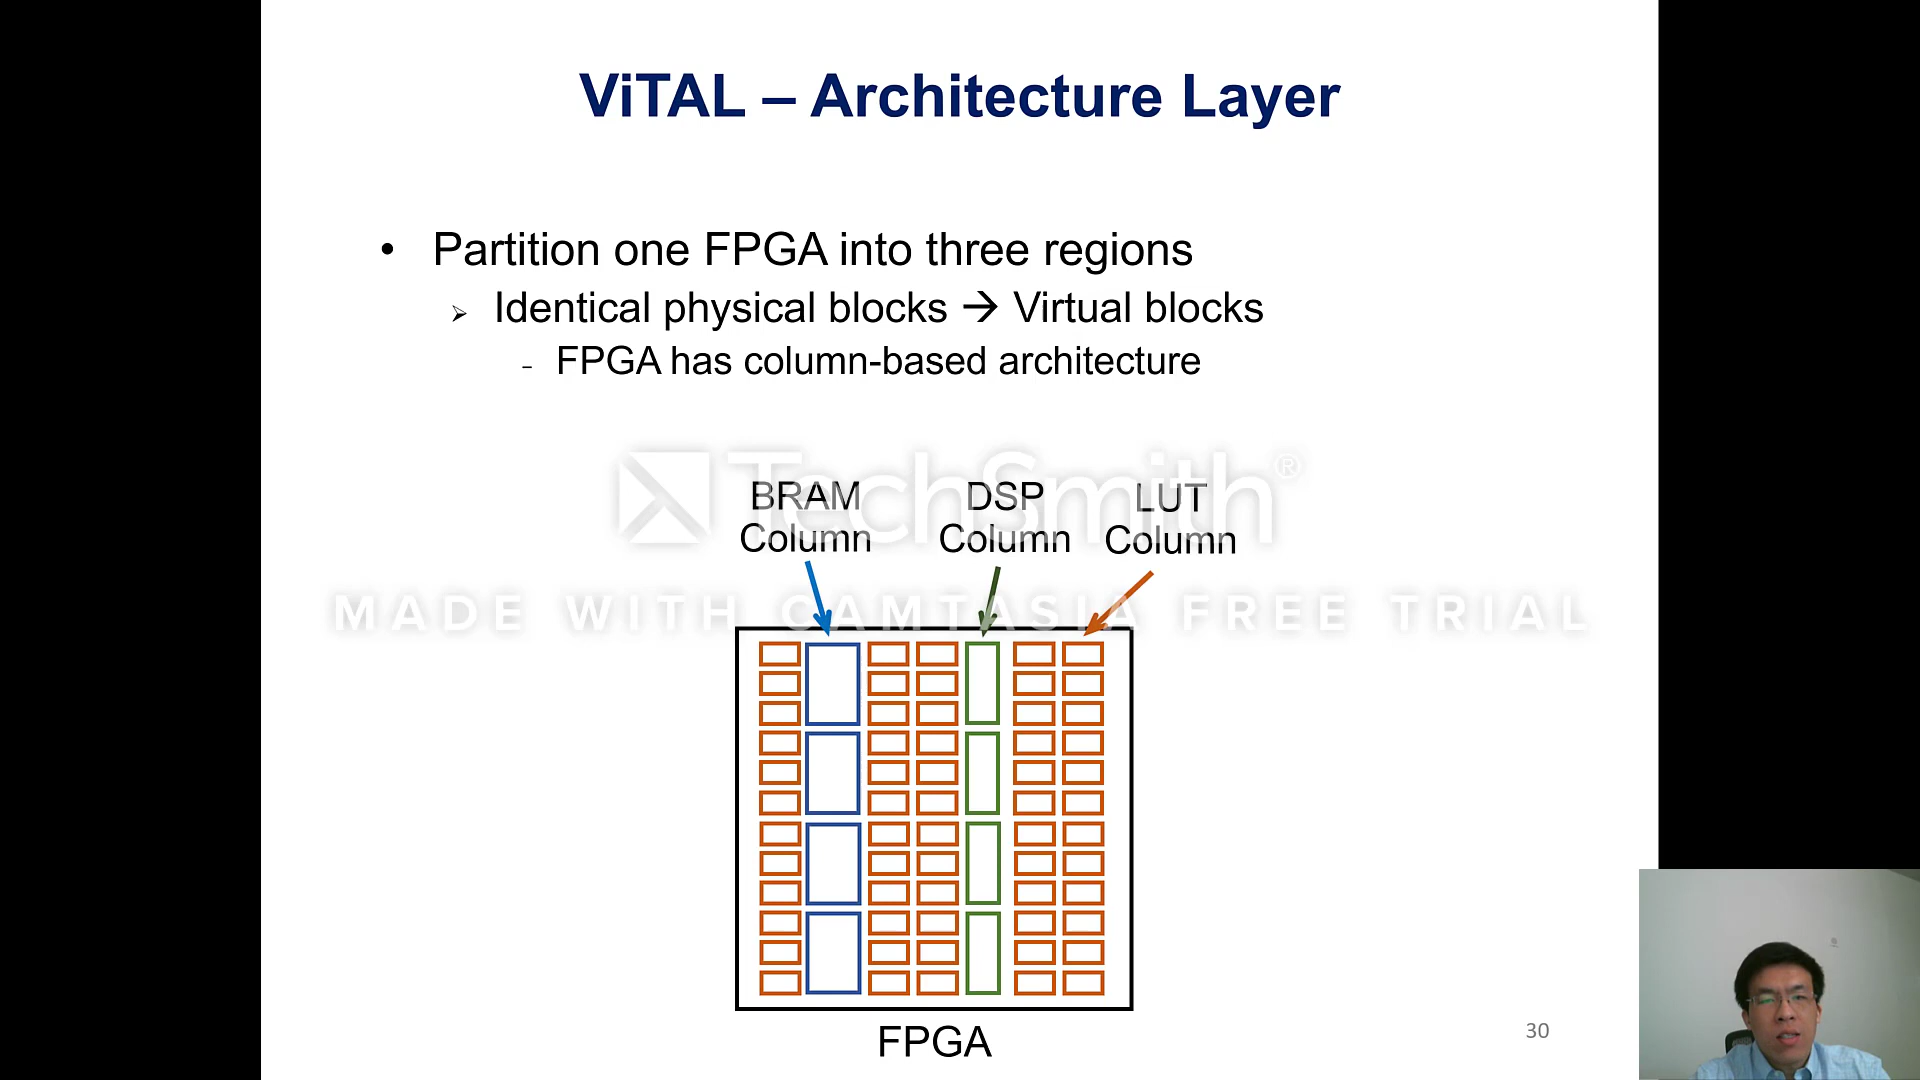 ViTAL – Architecture Layer
• Partition one FPGA into three regions
➢ Identical physical blocks → Virtual blocks
- FPGA has column-based architecture
TechSmith®
BRAM Column
DSP Column
LUT Column
MADE WITH CAMTASIA FREE TRIAL
FPGA
30